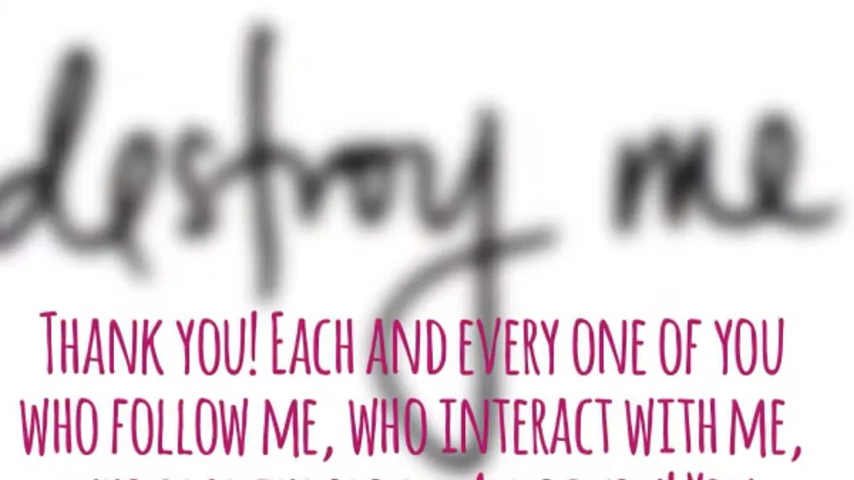 destroy me
THANK YOU! EACH AND EVERY ONE OF YOU
WHO FOLLOW ME, WHO INTERACT WITH ME,